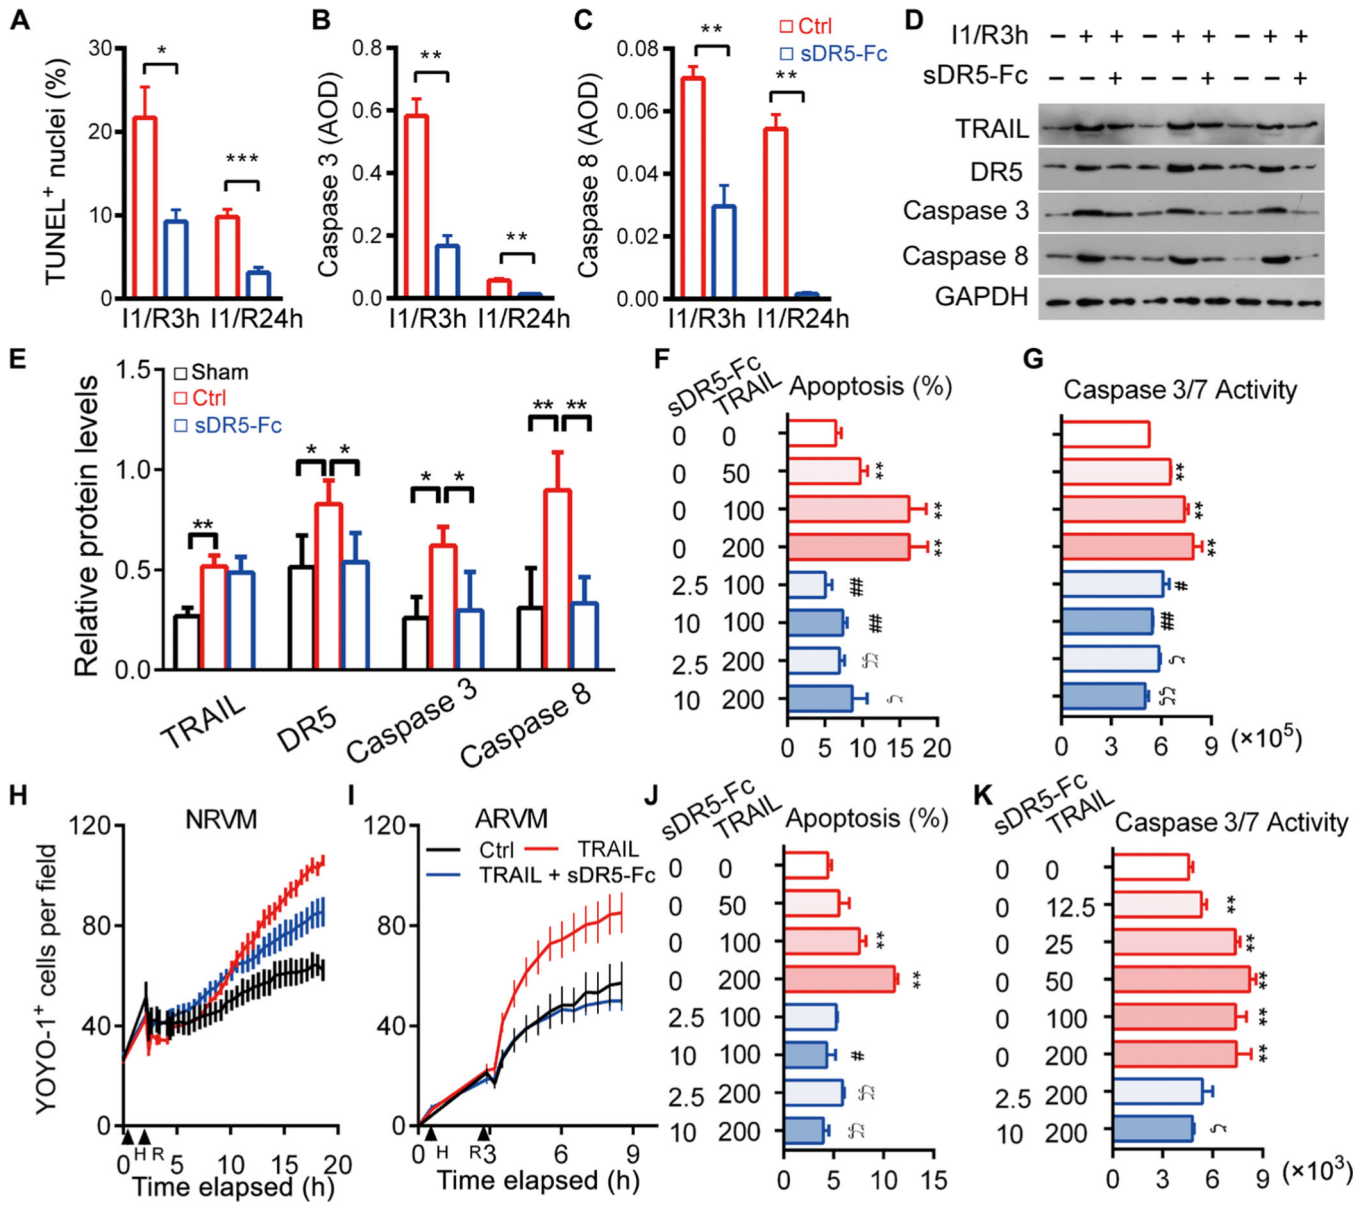 A
TUNEL+ nuclei (%)
30
20
10
0
*
***
I1/R3h I1/R24h
B
Caspase 3 (AOD)
0.8
0.6
0.4
0.2
0.0
**
**
I1/R3h I1/R24h
C
Caspase 8 (AOD)
0.08
0.06
0.04
0.02
0.00
**
**
Ctrl
sDR5-Fc
I1/R3h I1/R24h
D
I1/R3h − + + − + + − + +
sDR5-Fc − − + − − + − − +
TRAIL
DR5
Caspase 3
Caspase 8
GAPDH
E
Relative protein levels
1.5
1.0
0.5
0.0
Sham
Ctrl
sDR5-Fc
**
* *
* *
** **
TRAIL
DR5
Caspase 3
Caspase 8
F
sDR5-Fc TRAIL Apoptosis (%)
0 0
0 50 **
0 100 **
0 200 **
2.5 100 ##
10 100 ##
2.5 200
10 200
0 5 10 15 20
G
Caspase 3/7 Activity
**
**
**
#
##
0 3 6 9 (×10⁵)
H
NRVM
YOYO-1+ cells per field
120
80
40
0
H R
0 5 10 15 20
Time elapsed (h)
I
ARVM
120
80
40
0
Ctrl TRAIL
TRAIL + sDR5-Fc
H R
0 3 6 9
Time elapsed (h)
J
sDR5-Fc TRAIL Apoptosis (%)
0 0
0 50
0 100 **
0 200 **
2.5 100
10 100 #
2.5 200
10 200
0 5 10 15
K
sDR5-Fc TRAIL Caspase 3/7 Activity
0 0
0 12.5 **
0 25 **
0 50 **
0 100 **
0 200 **
2.5 200
10 200
0 3 6 9 (×10³)